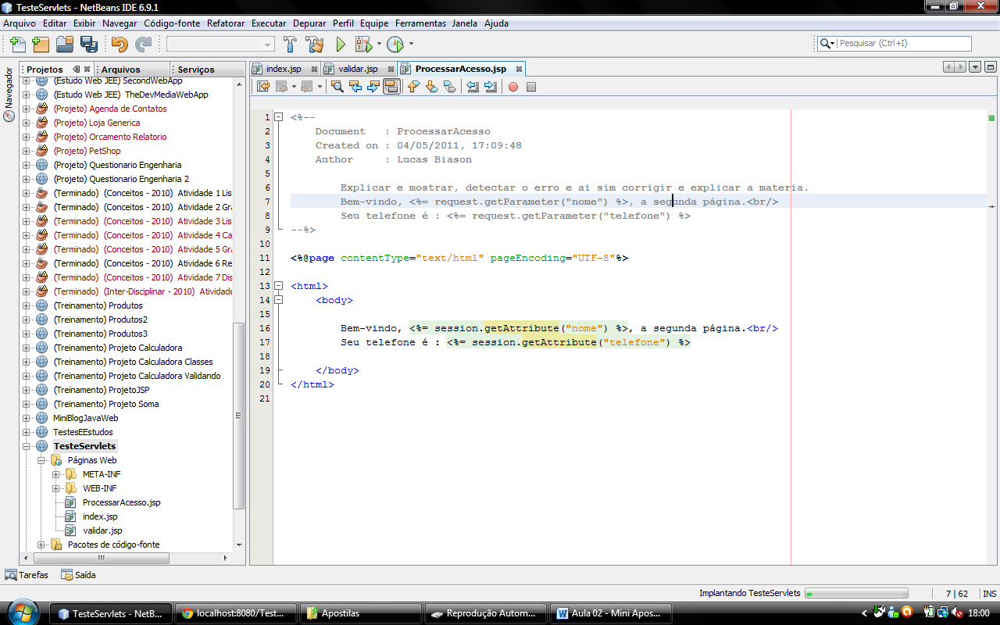 TesteServlets - NetBeans IDE 6.9.1
Arquivo Editar Exibir Navegar Código-fonte Refatorar Executar Depurar Perfil Equipe Ferramentas Janela Ajuda
Pesquisar (Ctrl+I)
Navegador
Projetos Arquivos Serviços
(Estudo Web JEE) SecondWebApp
(Estudo Web JEE) TheDevMediaWebApp
(Projeto) Agenda de Contatos
(Projeto) Loja Generica
(Projeto) Orcamento Relatorio
(Projeto) PetShop
(Projeto) Questionario Engenharia
(Projeto) Questionario Engenharia 2
(Terminado) (Conceitos - 2010) Atividade 1 Lis
(Terminado) (Conceitos - 2010) Atividade 2 Gra
(Terminado) (Conceitos - 2010) Atividade 3 Lis
(Terminado) (Conceitos - 2010) Atividade 4 Ca
(Terminado) (Conceitos - 2010) Atividade 5 Gra
(Terminado) (Conceitos - 2010) Atividade 6 Re
(Terminado) (Conceitos - 2010) Atividade 7 Dis
(Terminado) (Inter-Disciplinar - 2010) Atividade
(Treinamento) Produtos
(Treinamento) Produtos2
(Treinamento) Produtos3
(Treinamento) Projeto Calculadora
(Treinamento) Projeto Calculadora Classes
(Treinamento) Projeto Calculadora Validando
(Treinamento) ProjetoJSP
(Treinamento) Projeto Soma
MiniBlogJavaWeb
TestesEEstudos
TesteServlets
Páginas Web
META-INF
WEB-INF
ProcessarAcesso.jsp
index.jsp
validar.jsp
Pacotes de código-fonte
index.jsp validar.jsp ProcessarAcesso.jsp
1 <%--
2 Document : ProcessarAcesso
3 Created on : 04/05/2011, 17:09:48
4 Author : Lucas Biason
5
6 Explicar e mostrar, detectar o erro e ai sim corrigir e explicar a materia.
7 Bem-vindo, <%= request.getParameter("nome") %>, a segunda página.<br/>
8 Seu telefone é : <%= request.getParameter("telefone") %>
9 --%>
10
11 <%@page contentType="text/html" pageEncoding="UTF-8"%>
12
13 <html>
14 <body>
15
16 Bem-vindo, <%= session.getAttribute("nome") %>, a segunda página.<br/>
17 Seu telefone é : <%= session.getAttribute("telefone") %>
18
19 </body>
20 </html>
21
Tarefas Saída
Implantando TesteServlets 7 | 62 INS
TesteServlets - NetB... localhost:8080/Test... Apostilas Reprodução Autom... Aula 02 - Mini Apos... 18:00